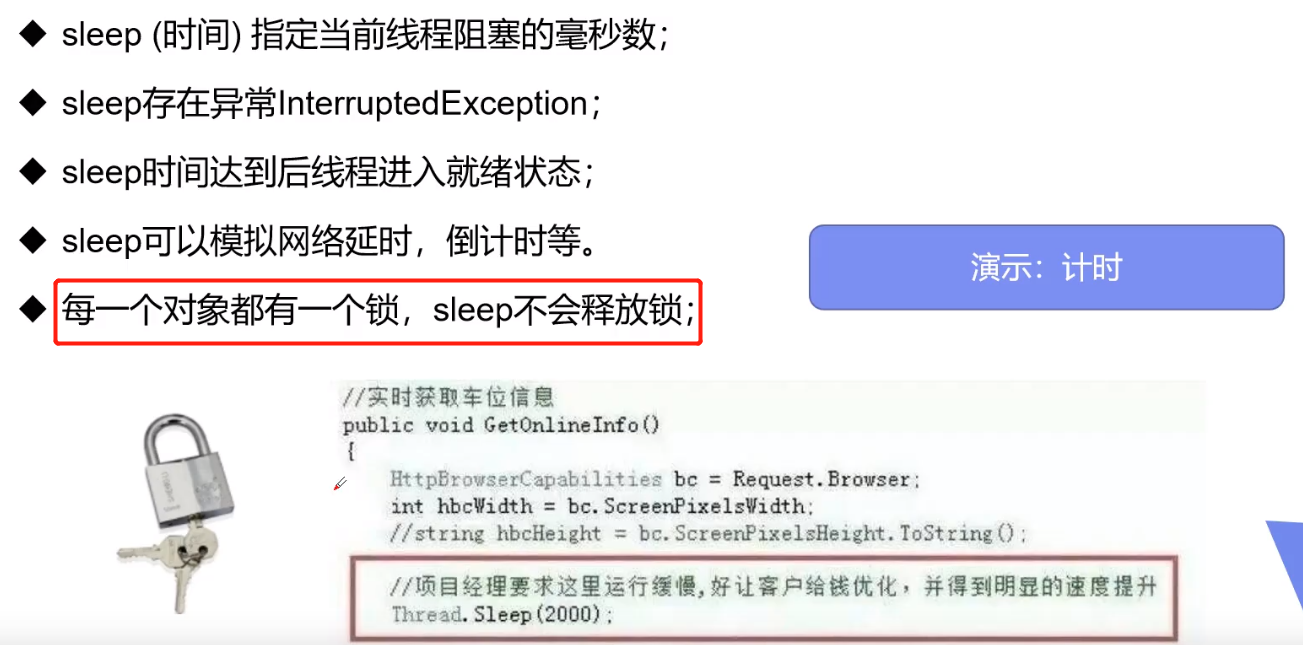 sleep (时间) 指定当前线程阻塞的毫秒数；
sleep存在异常InterruptedException；
sleep时间达到后线程进入就绪状态；
sleep可以模拟网络延时，倒计时等。
每一个对象都有一个锁，sleep不会释放锁；
演示：计时
//实时获取车位信息
public void GetOnlineInfo()
{
HttpBrowserCapabilities bc = Request.Browser;
int hbcWidth = bc.ScreenPixelsWidth;
//string hbcHeight = bc.ScreenPixelsHeight.ToString();
//项目经理要求这里运行缓慢,好让客户给钱优化，并得到明显的速度提升
Thread.Sleep(2000);